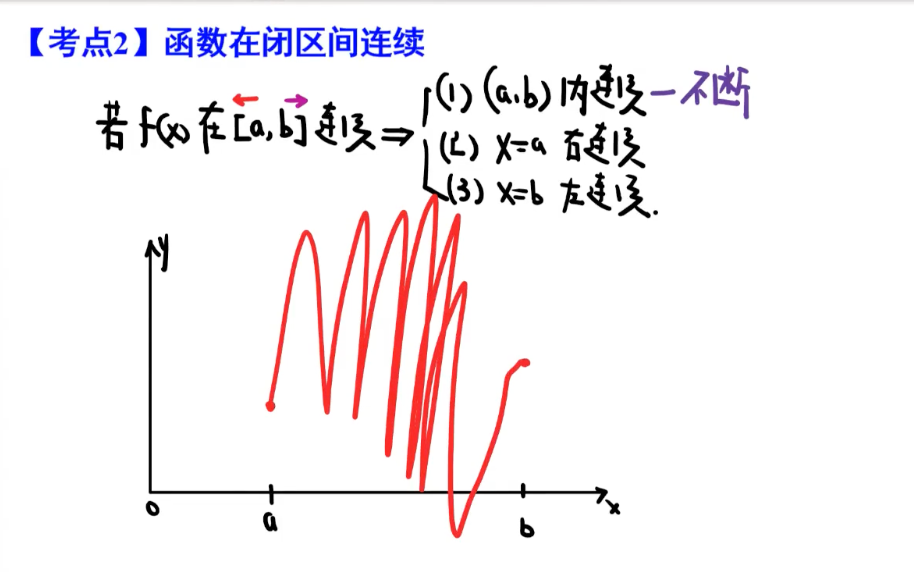 【考点2】函数在闭区间连续
若f(x)在[a,b]连续⇒
(1) (a,b)内连续—不断
(2) x=a 右连续
(3) x=b 左连续.
y
0
a
b
x